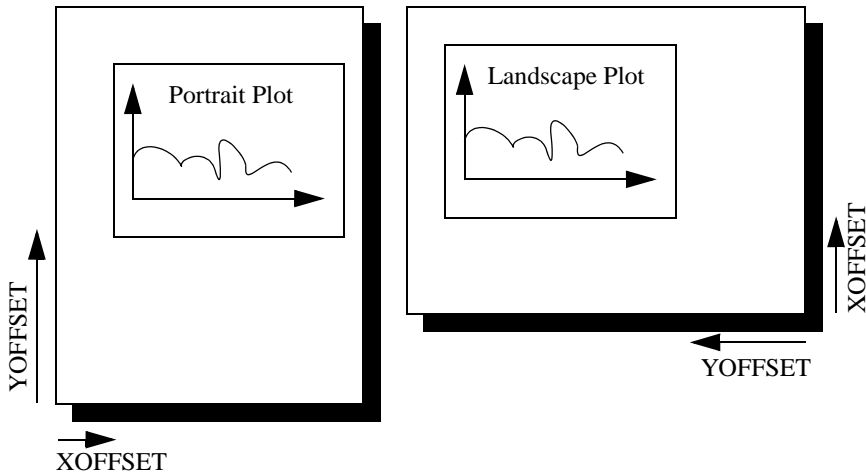 Portrait Plot
YOFFSET
XOFFSET
Landscape Plot
XOFFSET
YOFFSET